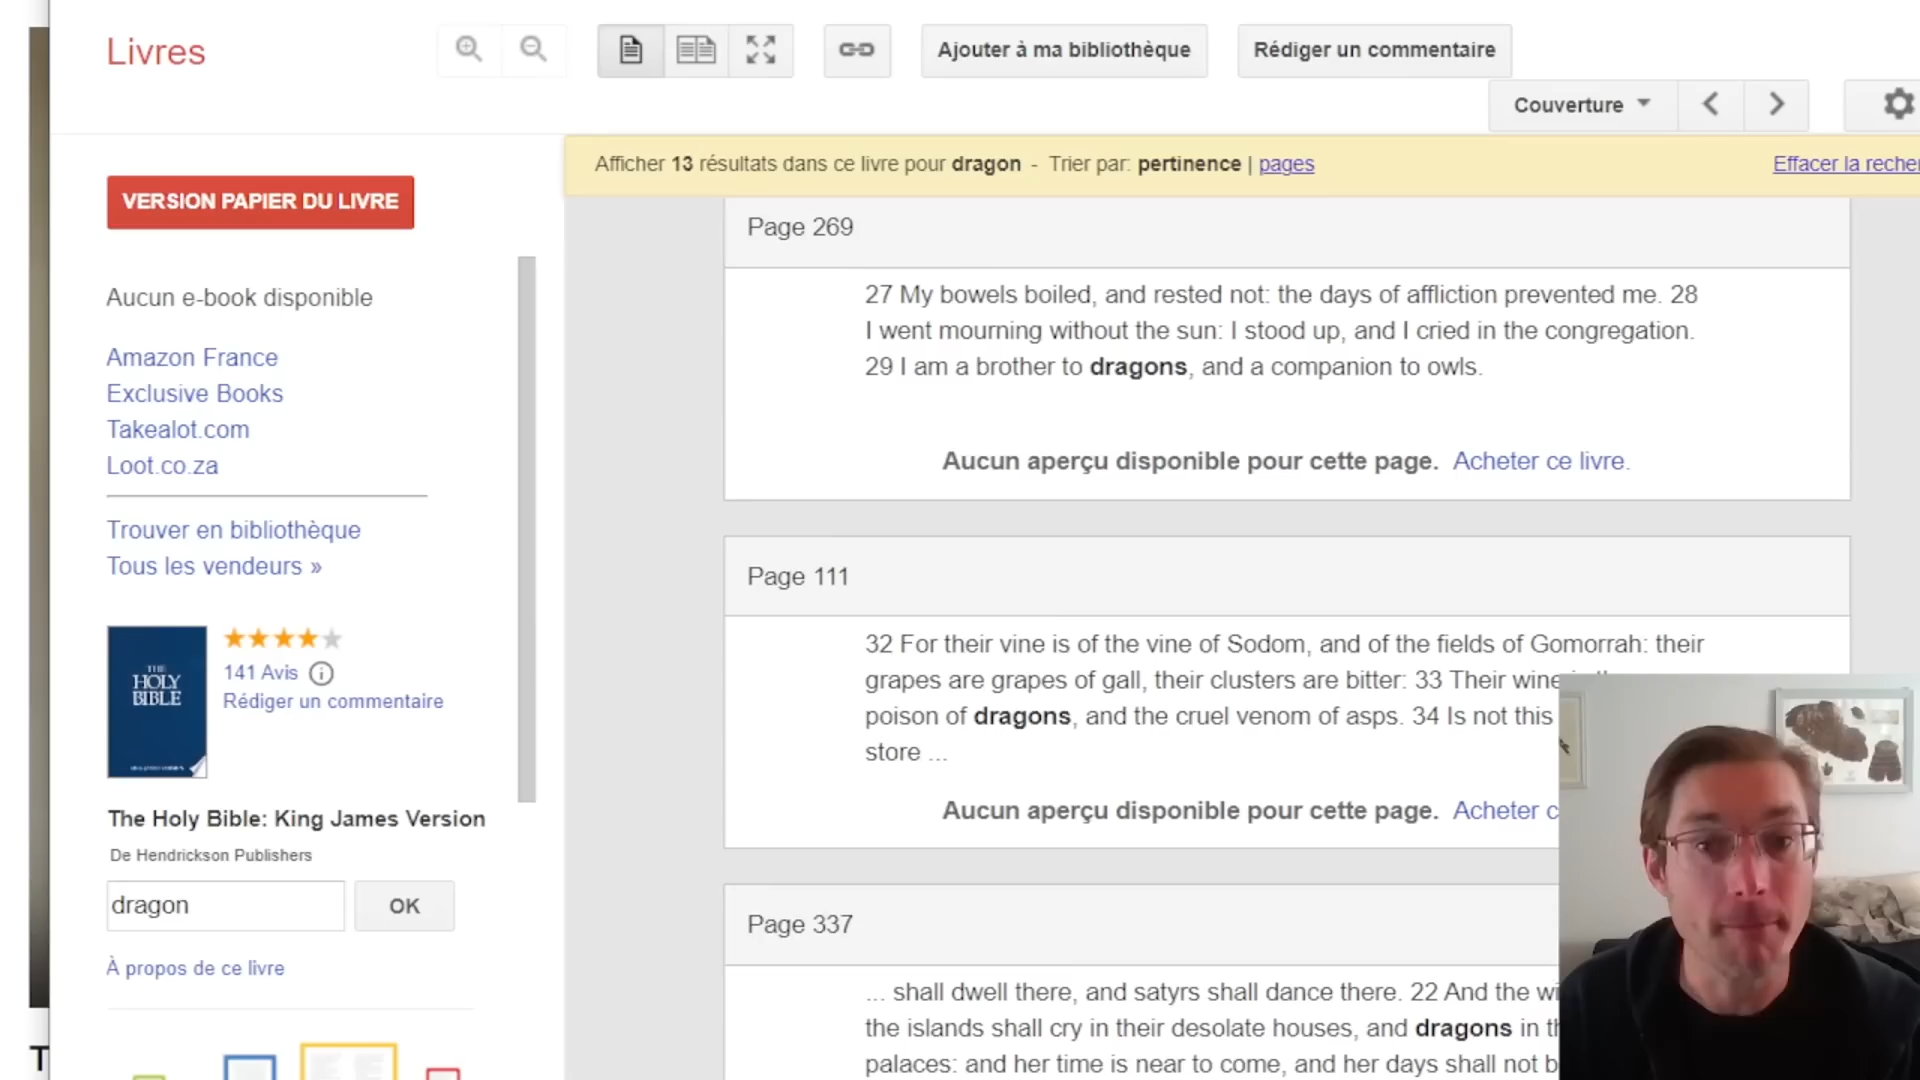 Livres
Ajouter à ma bibliothèque
Rédiger un commentaire
Couverture
Afficher 13 résultats dans ce livre pour dragon - Trier par: pertinence | pages
Effacer la recher
VERSION PAPIER DU LIVRE
Aucun e-book disponible
Amazon France
Exclusive Books
Takealot.com
Loot.co.za
Trouver en bibliothèque
Tous les vendeurs »
THE
HOLY
BIBLE
141 Avis
Rédiger un commentaire
The Holy Bible: King James Version
De Hendrickson Publishers
dragon
OK
À propos de ce livre
T
Page 269
27 My bowels boiled, and rested not: the days of affliction prevented me. 28
I went mourning without the sun: I stood up, and I cried in the congregation.
29 I am a brother to dragons, and a companion to owls.
Aucun aperçu disponible pour cette page. Acheter ce livre.
Page 111
32 For their vine is of the vine of Sodom, and of the fields of Gomorrah: their
grapes are grapes of gall, their clusters are bitter: 33 Their wine
poison of dragons, and the cruel venom of asps. 34 Is not this
store ...
Aucun aperçu disponible pour cette page. Acheter c
Page 337
... shall dwell there, and satyrs shall dance there. 22 And the wi
the islands shall cry in their desolate houses, and dragons in th
palaces: and her time is near to come, and her days shall not b